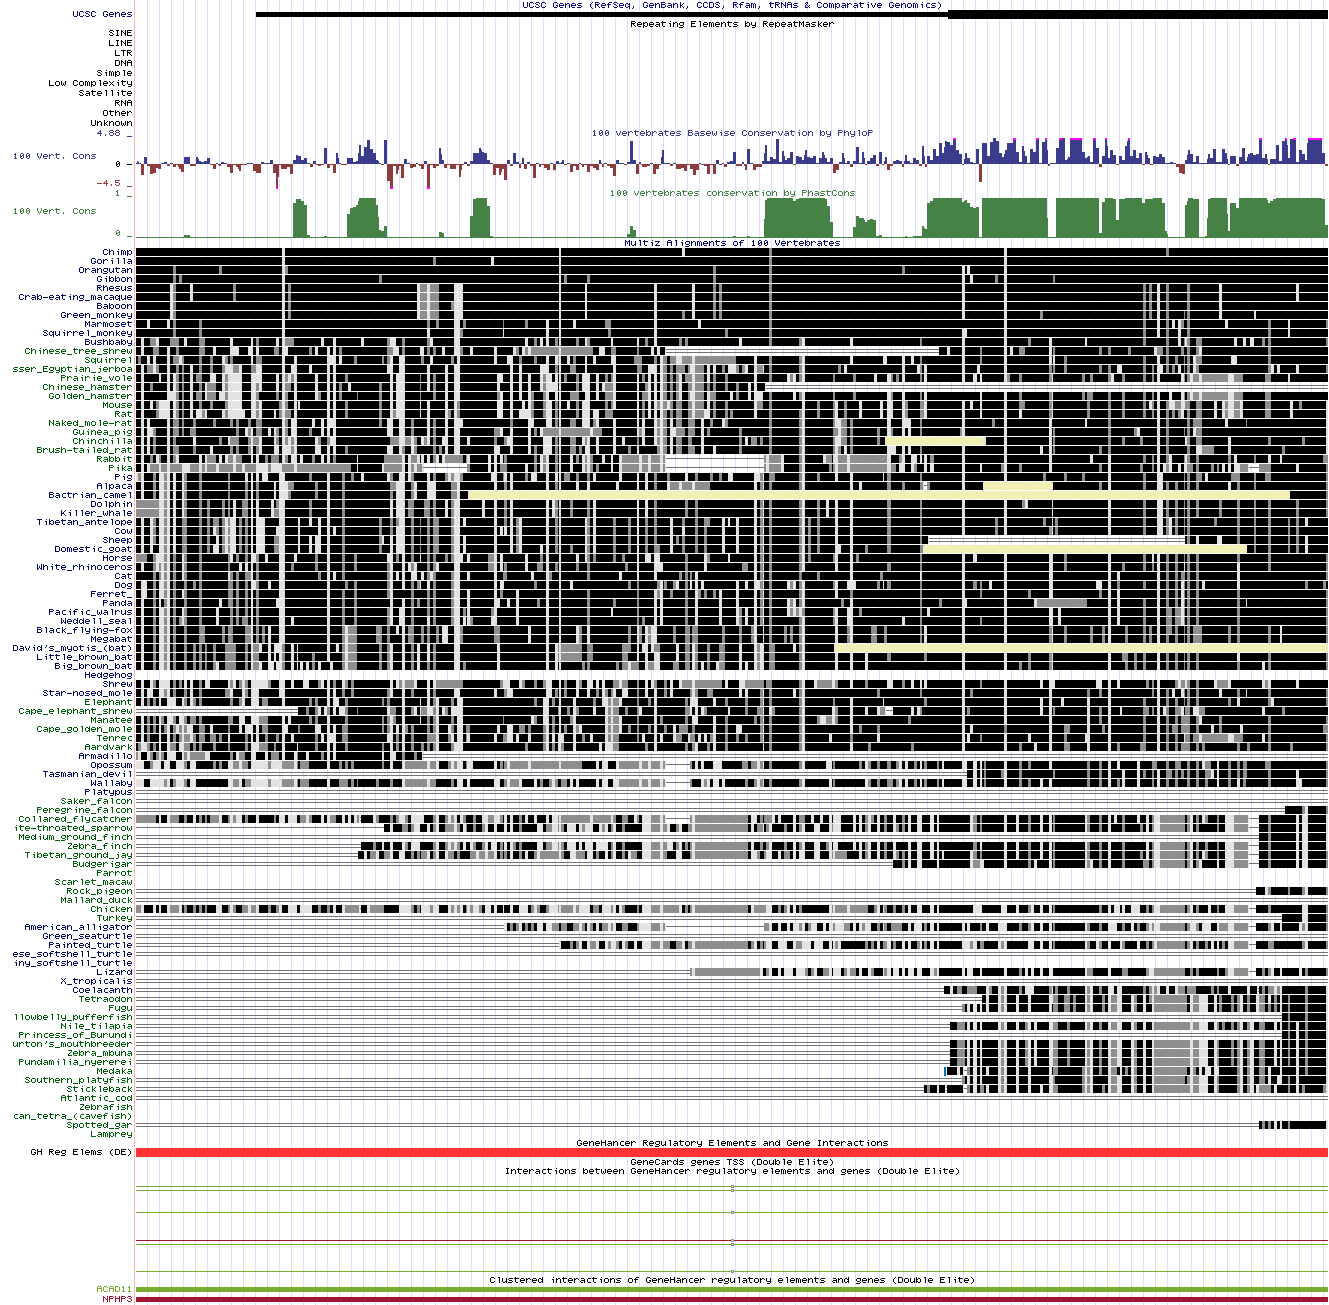 UCSC Genes (RefSeq, GenBank, CCDS, Rfam, tRNAs & Comparative Genomics)
UCSC Genes
Repeating Elements by RepeatMasker
SINE
LINE
LTR
DNA
Simple
Low Complexity
Satellite
RNA
Other
Unknown
4.88 _
100 vertebrates Basewise Conservation by PhyloP
100 Vert. Cons
0 -
-4.5 _
100 vertebrates conservation by PhastCons
1 _
100 Vert. Cons
0 _
Multiz Alignments of 100 Vertebrates
Chimp
Gorilla
Orangutan
Gibbon
Rhesus
Crab-eating_macaque
Baboon
Green_monkey
Marmoset
Squirrel_monkey
Bushbaby
Chinese_tree_shrew
Squirrel
sser_Egyptian_jerboa
Prairie_vole
Chinese_hamster
Golden_hamster
Mouse
Rat
Naked_mole-rat
Guinea_pig
Chinchilla
Brush-tailed_rat
Rabbit
Pika
Pig
Alpaca
Bactrian_camel
Dolphin
Killer_whale
Tibetan_antelope
Cow
Sheep
Domestic_goat
Horse
White_rhinoceros
Cat
Dog
Ferret_
Panda
Pacific_walrus
Weddell_seal
Black_flying-fox
Megabat
David's_myotis_(bat)
Little_brown_bat
Big_brown_bat
Hedgehog
Shrew
Star-nosed_mole
Elephant
Cape_elephant_shrew
Manatee
Cape_golden_mole
Tenrec
Aardvark
Armadillo
Opossum
Tasmanian_devil
Wallaby
Platypus
Saker_falcon
Peregrine_falcon
Collared_flycatcher
ite-throated_sparrow
Medium_ground_finch
Zebra_finch
Tibetan_ground_jay
Budgerigar
Parrot
Scarlet_macaw
Rock_pigeon
Mallard_duck
Chicken
Turkey
American_alligator
Green_seaturtle
Painted_turtle
ese_softshell_turtle
iny_softshell_turtle
Lizard
X_tropicalis
Coelacanth
Tetraodon
Fugu
llowbelly_pufferfish
Nile_tilapia
Princess_of_Burundi
urton's_mouthbreeder
Zebra_mbuna
Pundamilia_nyererei
Medaka
Southern_platyfish
Stickleback
Atlantic_cod
Zebrafish
can_tetra_(cavefish)
Spotted_gar
Lamprey
GeneHancer Regulatory Elements and Gene Interactions
GH Reg Elems (DE)
GeneCards genes TSS (Double Elite)
Interactions between GeneHancer regulatory elements and genes (Double Elite)
Clustered interactions of GeneHancer regulatory elements and genes (Double Elite)
ACAD11
NPHP3